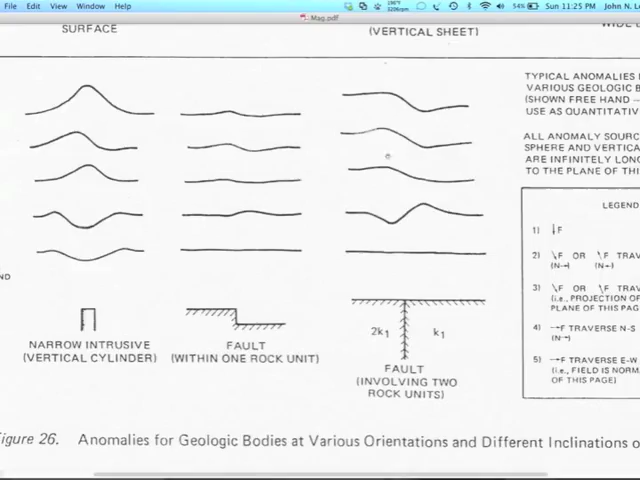 File Edit View Window Help
54% Sun 11:25 PM John N. L
Mag.pdf
SURFACE
(VERTICAL SHEET)
TYPICAL ANOMALIES
VARIOUS GEOLOGIC B
(SHOWN FREE HAND –
USE AS QUANTITATIV
ALL ANOMALY SOURC
SPHERE AND VERTICA
ARE INFINITELY LON
TO THE PLANE OF THI
LEGEND
1) F
2) F OR F TRAV
(N→) (N←)
3) F OR F TRAV
(i.e., PROJECTION OF
PLANE OF THIS PAG
4) →F TRAVERSE N-S
(N→)
5) →F TRAVERSE E-W
(i.e., FIELD IS NORM
OF THIS PAGE)
ND
2k1 k1
NARROW INTRUSIVE
(VERTICAL CYLINDER)
FAULT
(WITHIN ONE ROCK UNIT)
FAULT
(INVOLVING TWO
ROCK UNITS)
igure 26. Anomalies for Geologic Bodies at Various Orientations and Different Inclinations o